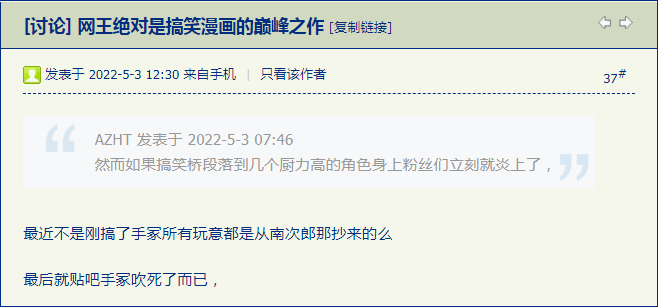 [讨论] 网王绝对是搞笑漫画的巅峰之作 [复制链接]
发表于 2022-5-3 12:30 来自手机 | 只看该作者 37#
AZHT 发表于 2022-5-3 07:46
然而如果搞笑桥段落到几个厨力高的角色身上粉丝们立刻就炎上了，
最近不是刚搞了手冢所有玩意都是从南次郎那抄来的么
最后就贴吧手冢吹死了而已，